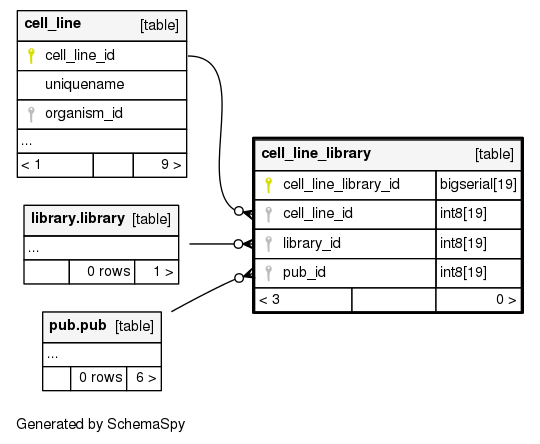 cell_line [table]
cell_line_id
uniquename
organism_id
...
< 1 9 >
library.library [table]
...
0 rows 1 >
pub.pub [table]
...
0 rows 6 >
cell_line_library [table]
cell_line_library_id bigserial[19]
cell_line_id int8[19]
library_id int8[19]
pub_id int8[19]
< 3 0 >
Generated by SchemaSpy